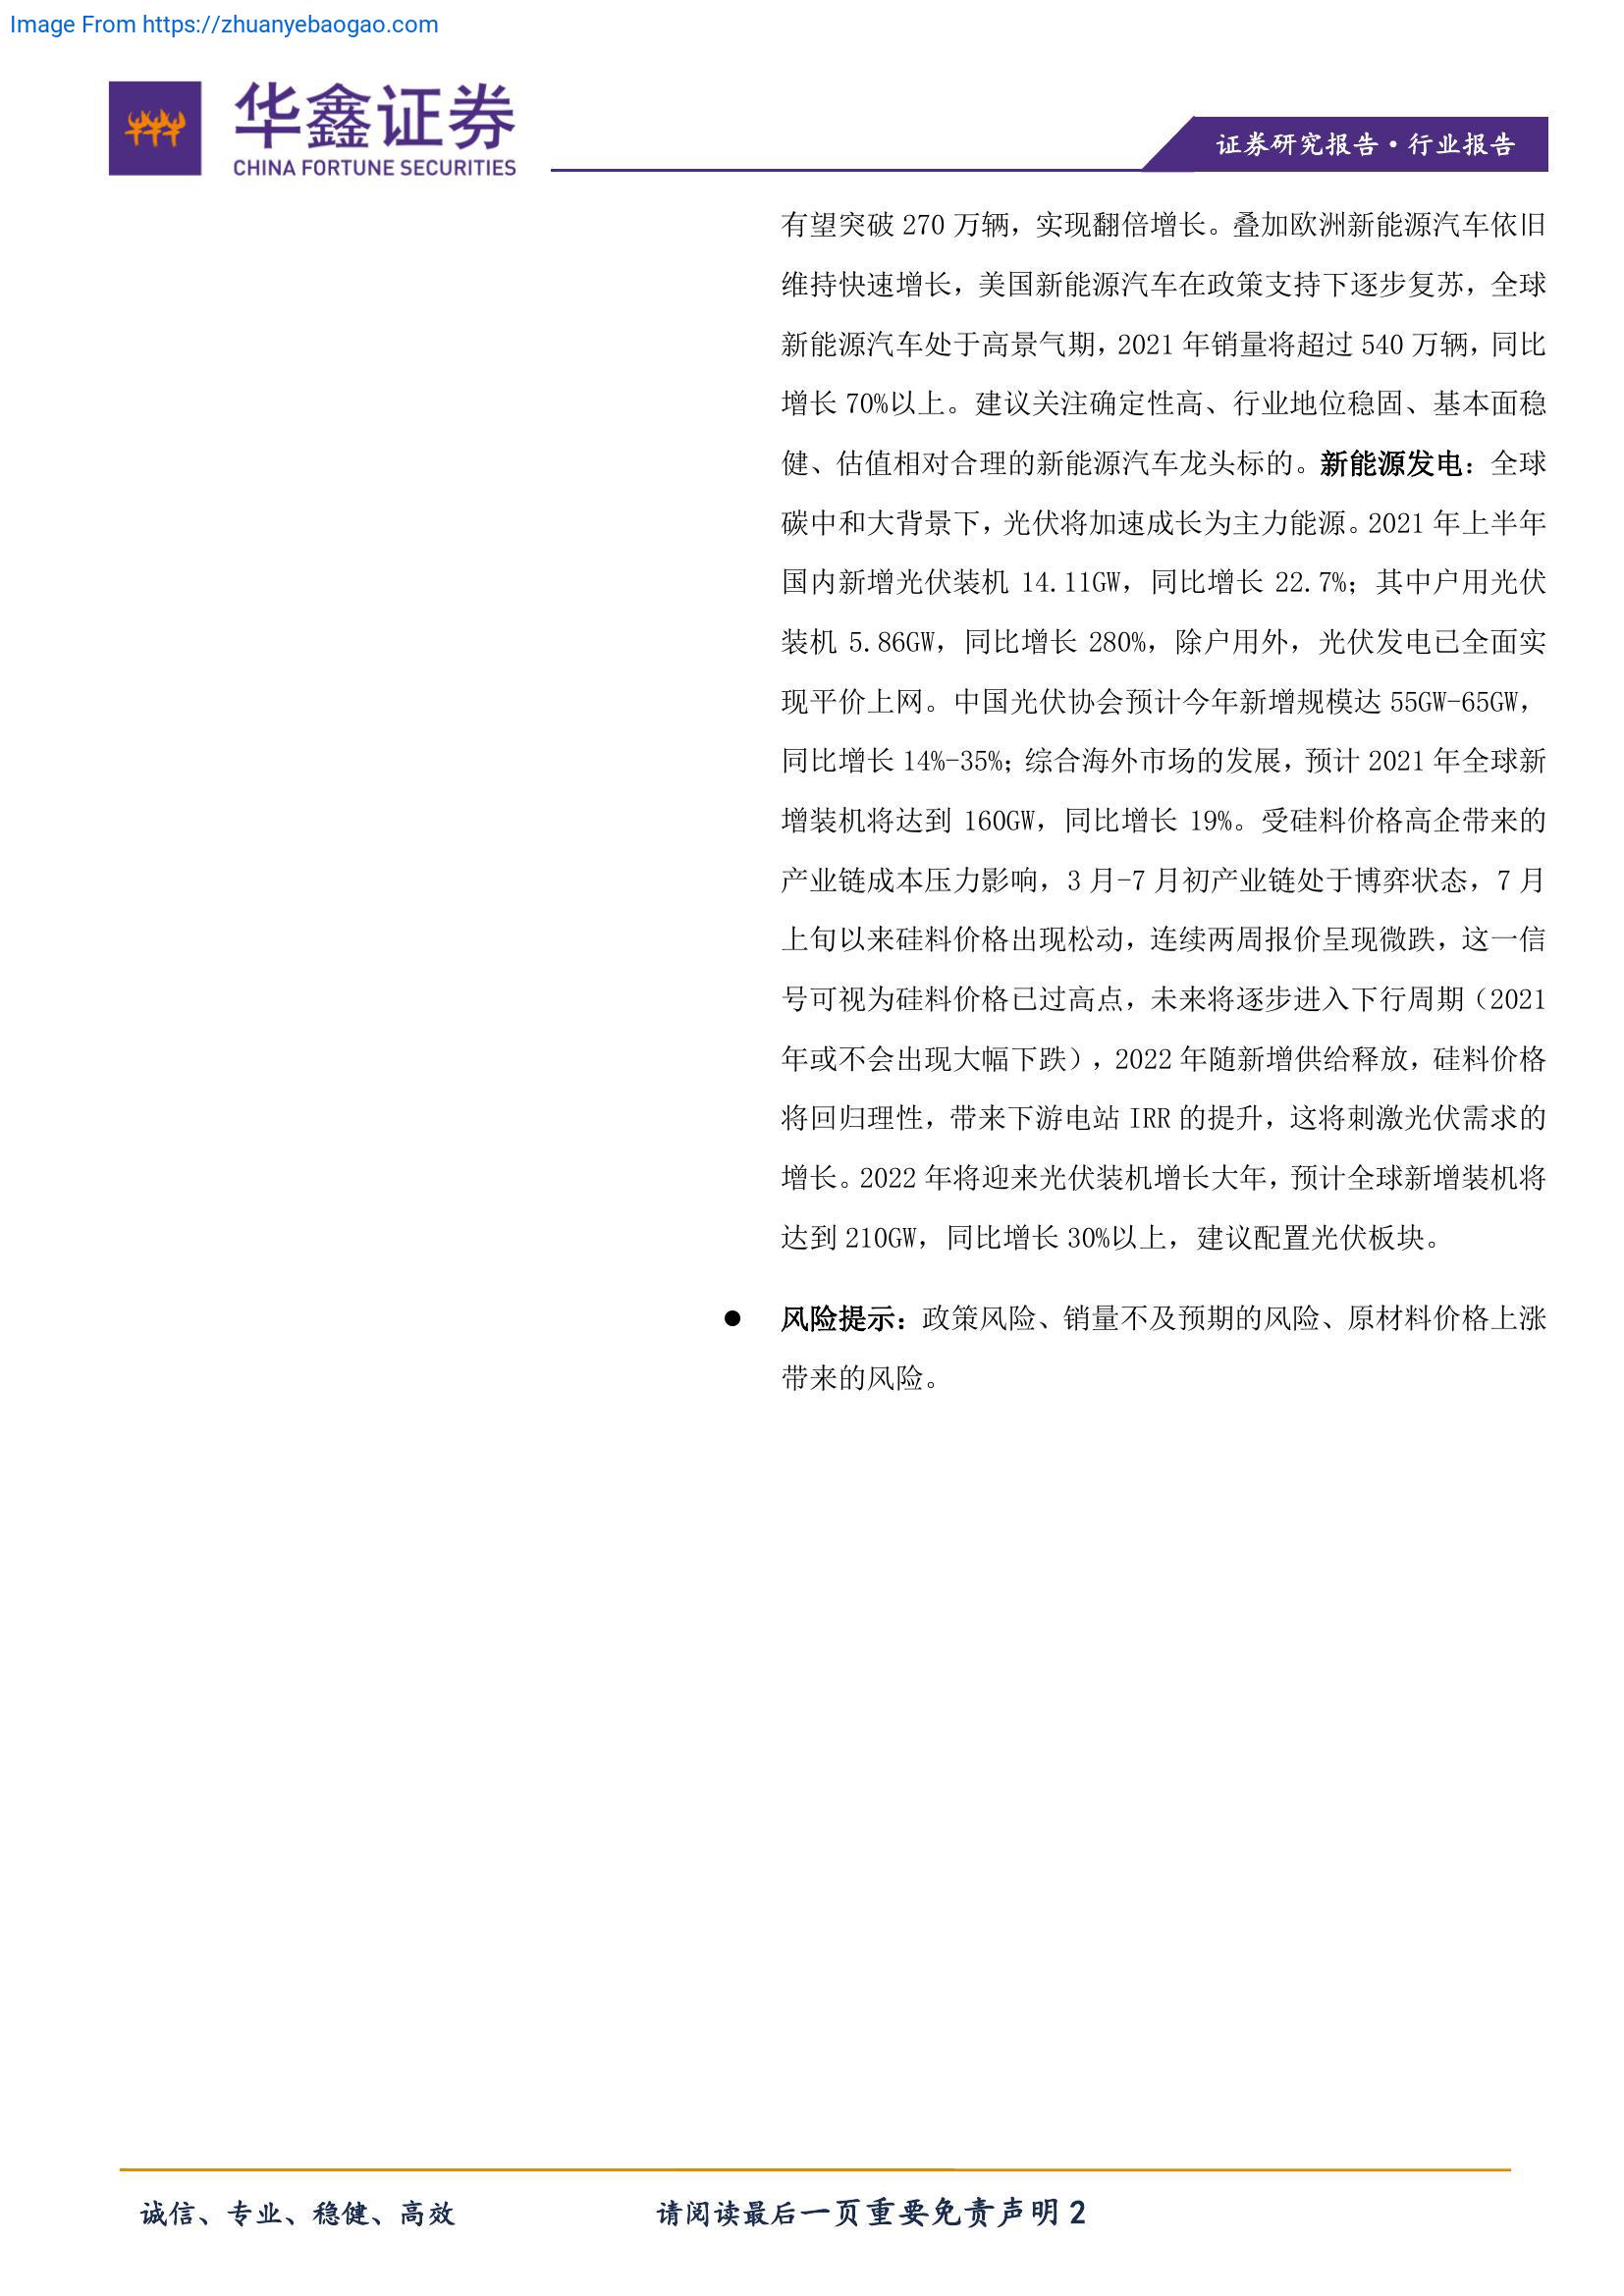 Image From https://zhuanyebaogao.com
华鑫证券
CHINA FORTUNE SECURITIES
证券研究报告·行业报告
有望突破 270 万辆，实现翻倍增长。叠加欧洲新能源汽车依旧
维持快速增长，美国新能源汽车在政策支持下逐步复苏，全球
新能源汽车处于高景气期，2021 年销量将超过 540 万辆，同比
增长 70%以上。建议关注确定性高、行业地位稳固、基本面稳
健、估值相对合理的新能源汽车龙头标的。新能源发电：全球
碳中和大背景下，光伏将加速成长为主力能源。2021 年上半年
国内新增光伏装机 14.11GW，同比增长 22.7%；其中户用光伏
装机 5.86GW，同比增长 280%，除户用外，光伏发电已全面实
现平价上网。中国光伏协会预计今年新增规模达 55GW-65GW，
同比增长 14%-35%；综合海外市场的发展，预计 2021 年全球新
增装机将达到 160GW，同比增长 19%。受硅料价格高企带来的
产业链成本压力影响，3 月-7 月初产业链处于博弈状态，7 月
上旬以来硅料价格出现松动，连续两周报价呈现微跌，这一信
号可视为硅料价格已过高点，未来将逐步进入下行周期（2021
年或不会出现大幅下跌），2022 年随新增供给释放，硅料价格
将回归理性，带来下游电站 IRR 的提升，这将刺激光伏需求的
增长。2022 年将迎来光伏装机增长大年，预计全球新增装机将
达到 210GW，同比增长 30%以上，建议配置光伏板块。
● 风险提示：政策风险、销量不及预期的风险、原材料价格上涨
带来的风险。
诚信、专业、稳健、高效
请阅读最后一页重要免责声明 2